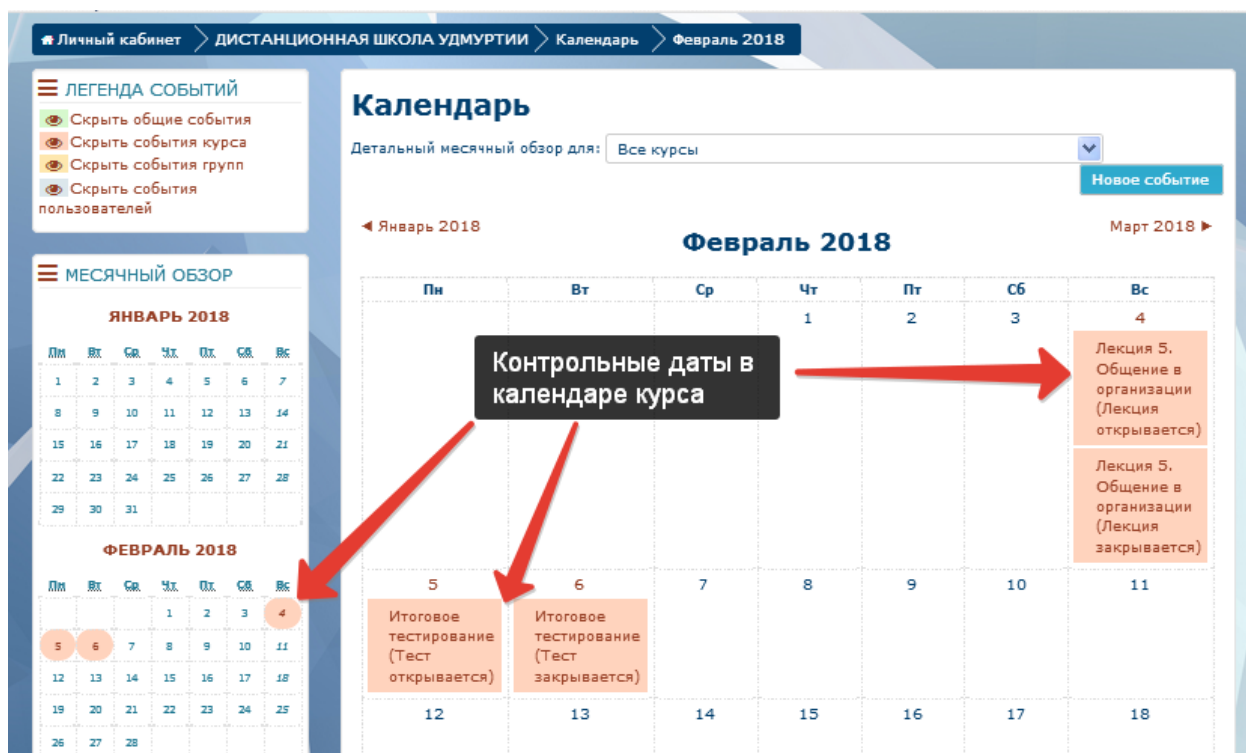 Личный кабинет ДИСТАНЦИОННАЯ ШКОЛА УДМУРТИИ Календарь Февраль 2018
ЛЕГЕНДА СОБЫТИЙ
Скрыть общие события
Скрыть события курса
Скрыть события групп
Скрыть события
пользователей
МЕСЯЧНЫЙ ОБЗОР
ЯНВАРЬ 2018
Пн Вт Ср Чт Пт Сб Вс
1 2 3 4 5 6 7
8 9 10 11 12 13 14
15 16 17 18 19 20 21
22 23 24 25 26 27 28
29 30 31
ФЕВРАЛЬ 2018
Пн Вт Ср Чт Пт Сб Вс
1 2 3 4
5 6 7 8 9 10 11
12 13 14 15 16 17 18
19 20 21 22 23 24 25
26 27 28
Календарь
Детальный месячный обзор для: Все курсы
Новое событие
◄ Январь 2018
Февраль 2018
Март 2018 ►
Пн Вт Ср Чт Пт Сб Вс
1 2 3 4
Лекция 5.
Общение в
организации
(Лекция
открывается)
Лекция 5.
Общение в
организации
(Лекция
закрывается)
Контрольные даты в
календаре курса
5 6 7 8 9 10 11
Итоговое
тестирование
(Тест
открывается)
Итоговое
тестирование
(Тест
закрывается)
12 13 14 15 16 17 18